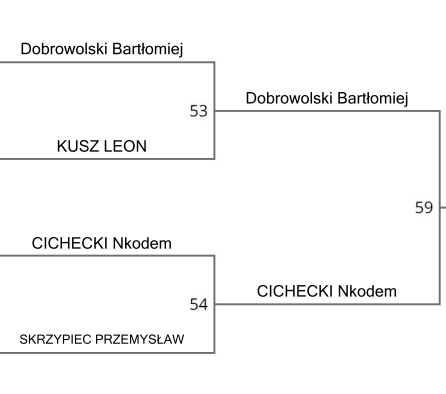 Dobrowolski Bartłomiej
53
Dobrowolski Bartłomiej
KUSZ LEON
59
CICHECKI Nkodem
54
CICHECKI Nkodem
SKRZYPIEC PRZEMYSŁAW